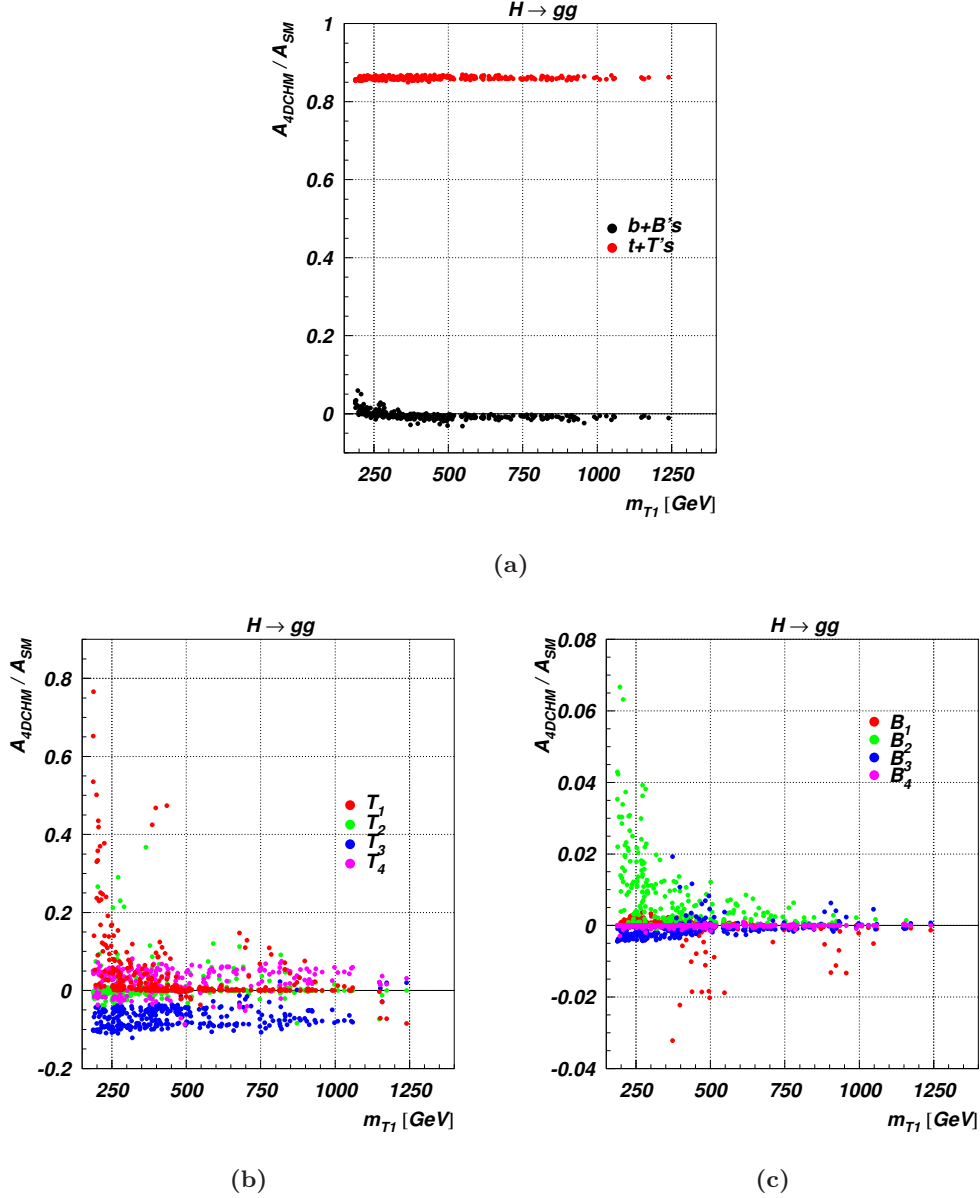 H → gg
A4DCHM / ASM
1
0.8
0.6
0.4
0.2
0
b+B's
t+T's
250 500 750 1000 1250
mT1 [GeV]
(a)
H → gg
A4DCHM / ASM
0.8
0.6
0.4
0.2
0
-0.2
T1
T2
T3
T4
250 500 750 1000 1250
mT1 [GeV]
(b)
H → gg
A4DCHM / ASM
0.08
0.06
0.04
0.02
0
-0.02
-0.04
B1
B2
B3
B4
250 500 750 1000 1250
mT1 [GeV]
(c)